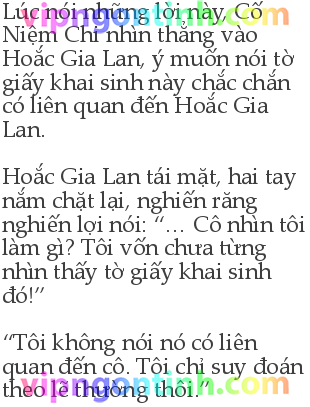 Lúc nói những lời này, Cố
Niệm Chi nhìn thẳng vào
Hoắc Gia Lan, ý muốn nói tờ
giấy khai sinh này chắc chắn
có liên quan đến Hoắc Gia
Lan.
Hoắc Gia Lan tái mặt, hai tay
nắm chặt lại, nghiến răng
nghiến lợi nói: “... Cô nhìn tôi
làm gì? Tôi vốn chưa từng
nhìn thấy tờ giấy khai sinh
đó!”
“Tôi không nói nó có liên
quan đến cô. Tôi chỉ suy đoán
theo lẽ thường thôi.”
vipngontinh.com
vipngontinh.com